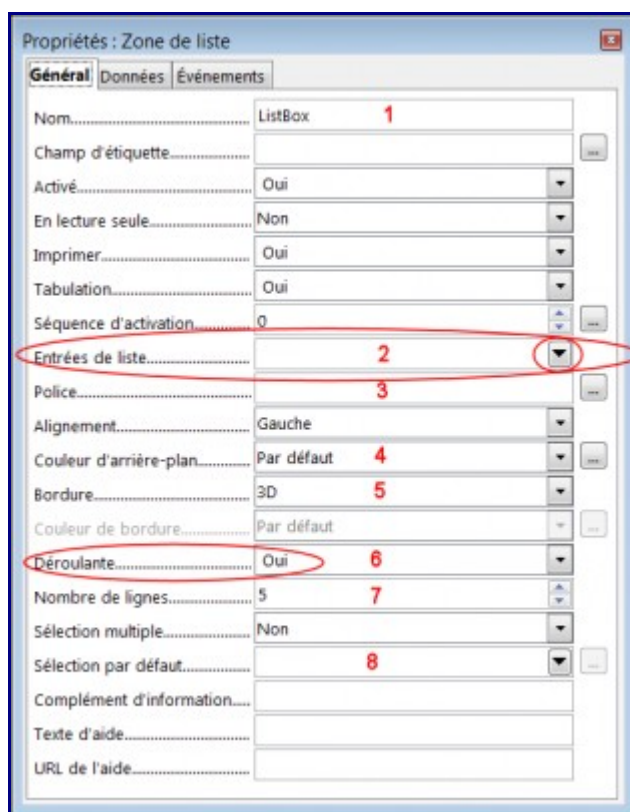 Propriétés : Zone de liste
Général Données Événements
Nom........................................ ListBox 1
Champ d'étiquette........................................ ...
Activé........................................ Oui
En lecture seule........................................ Non
Imprimer........................................ Oui
Tabulation........................................ Oui
Séquence d'activation............ 0 ...
Entrées de liste........................................ 2
Police........................................ 3 ...
Alignement........................................ Gauche
Couleur d'arrière-plan............ Par défaut 4 ...
Bordure........................................ 3D 5
Couleur de bordure.................. Par défaut ...
Déroulante........................................ Oui 6
Nombre de lignes........................ 5 7
Sélection multiple........................ Non
Sélection par défaut.................. 8 ...
Complément d'information.....
Texte d'aide........................................
URL de l'aide........................................